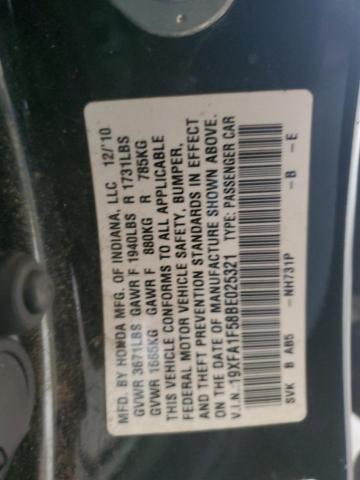 MFD. BY HONDA MFG. OF INDIANA, LLC 12/'10
GVWR 3671LBS GAWR F 1940LBS R 1731LBS
GVWR 1665KG GAWR F 880KG R 785KG
THIS VEHICLE CONFORMS TO ALL APPLICABLE
FEDERAL MOTOR VEHICLE SAFETY, BUMPER,
AND THEFT PREVENTION STANDARDS IN EFFECT
ON THE DATE OF MANUFACTURE SHOWN ABOVE.
V.I.N.:19XFA1F58BE025321 TYPE: PASSENGER CAR
SVK B AB5 -NH731P -B -E